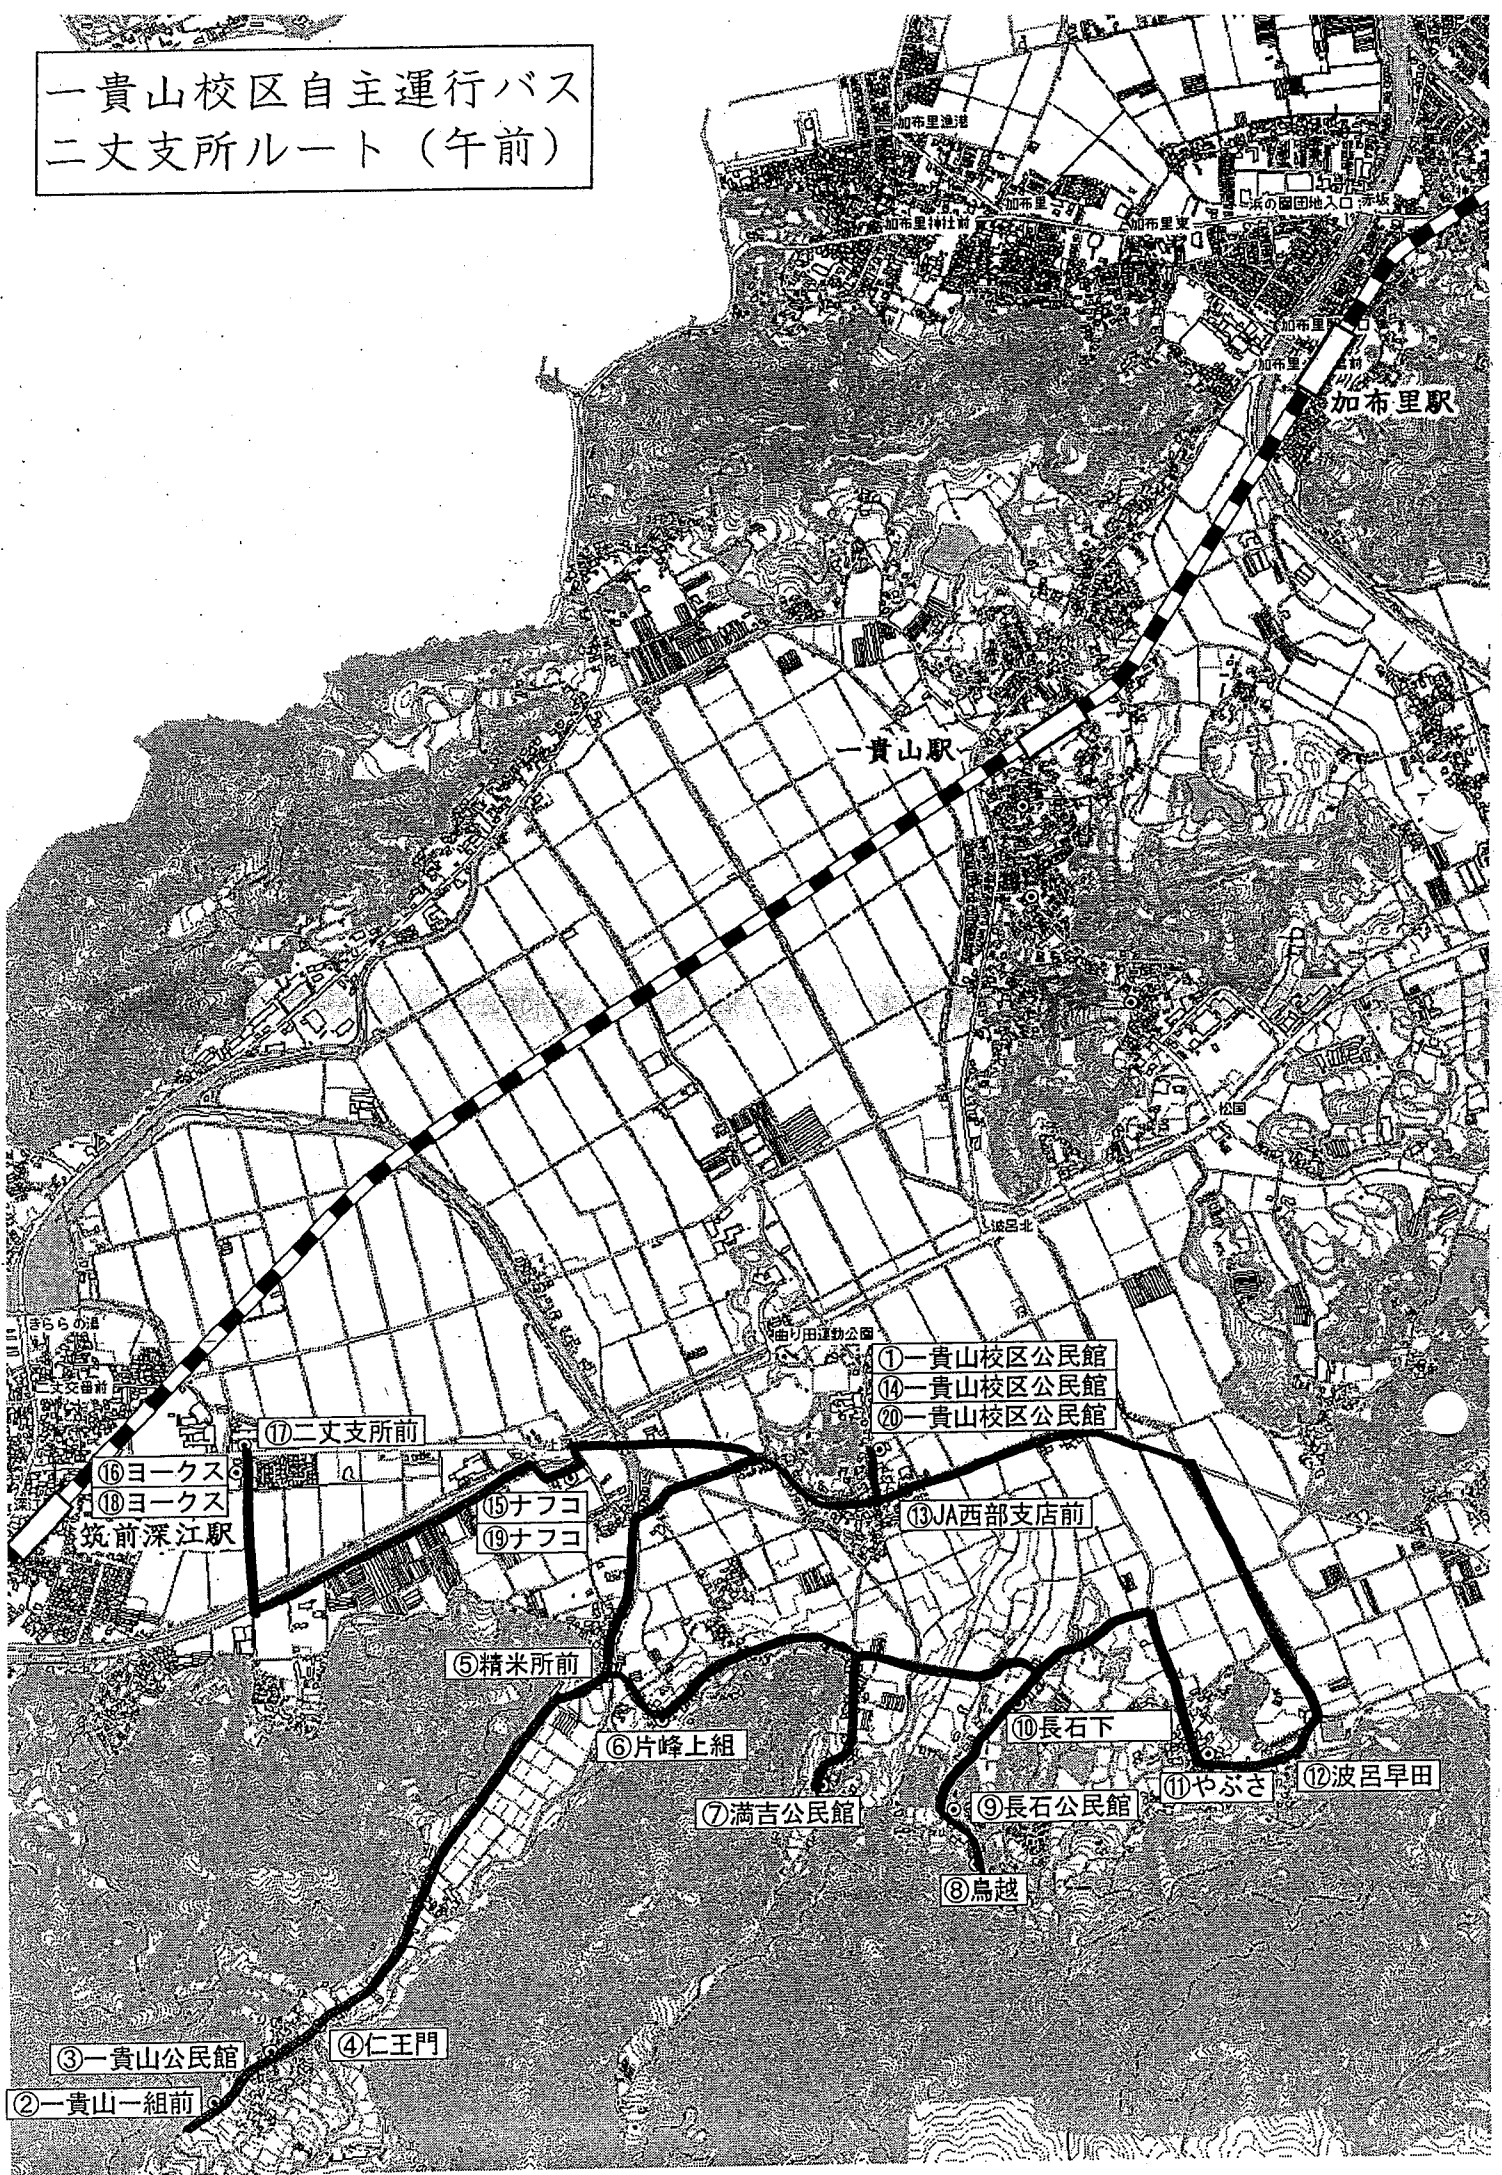 一貴山校区自主運行バス
二丈支所ルート（午前）
加布里漁港
加布里
浜の園団地入口
赤坂
加布里神社前
加布里東
加布里駅
一貴山駅
松国
波呂北
きららの湯
曲り田運動公園
二丈交番前
①一貴山校区公民館
⑭一貴山校区公民館
⑳一貴山校区公民館
⑰二丈支所前
⑯ヨークス
⑱ヨークス
⑮ナフコ
⑲ナフコ
⑬JA西部支店前
筑前深江駅
⑤精米所前
⑥片峰上組
⑩長石下
⑪やぶさ
⑫波呂早田
⑦満吉公民館
⑨長石公民館
⑧鳥越
④仁王門
③一貴山公民館
②一貴山一組前